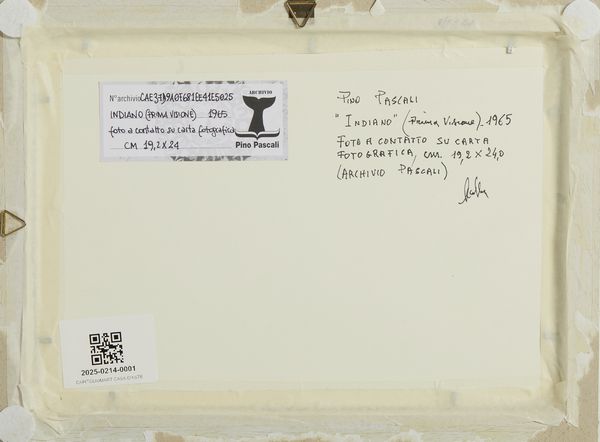 N° archivio
INDIANO (PRIMA VISIONE) 1965
foto a contatto su carta fotografica
CM 19,2 X 24
ARCHIVIO
Pino Pascali
PINO PASCALI
"INDIANO" (PRIMA VISIONE) 1965
FOTO A CONTATTO SU CARTA
FOTOGRAFICA, cm. 19,2 X 24,0
(ARCHIVIO PASCALI)
2025-0214-0001